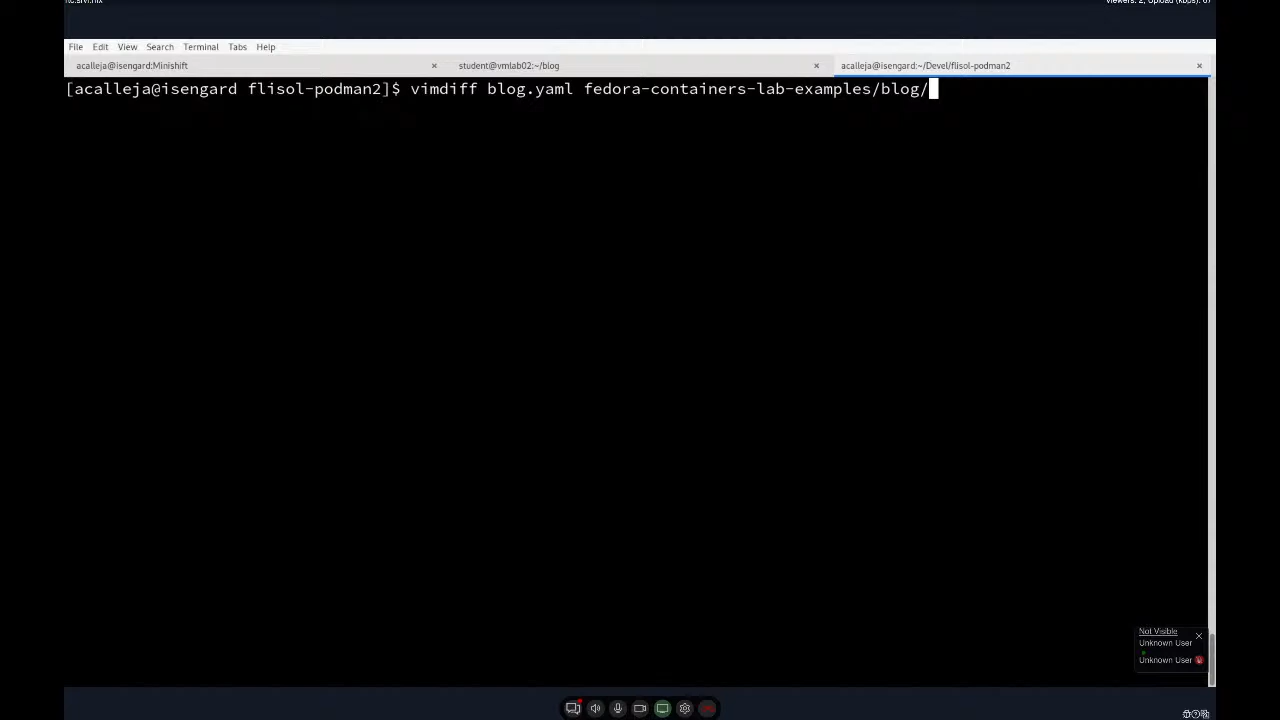 File Edit View Search Terminal Tabs Help
acalleja@isengard:Minishift × student@vmlab02:~/blog × acalleja@isengard:~/Devel/flisol-podman2 ×
[acalleja@isengard flisol-podman2]$ vimdiff blog.yaml fedora-containers-lab-examples/blog/
Not Visible ×
Unknown User
Unknown User